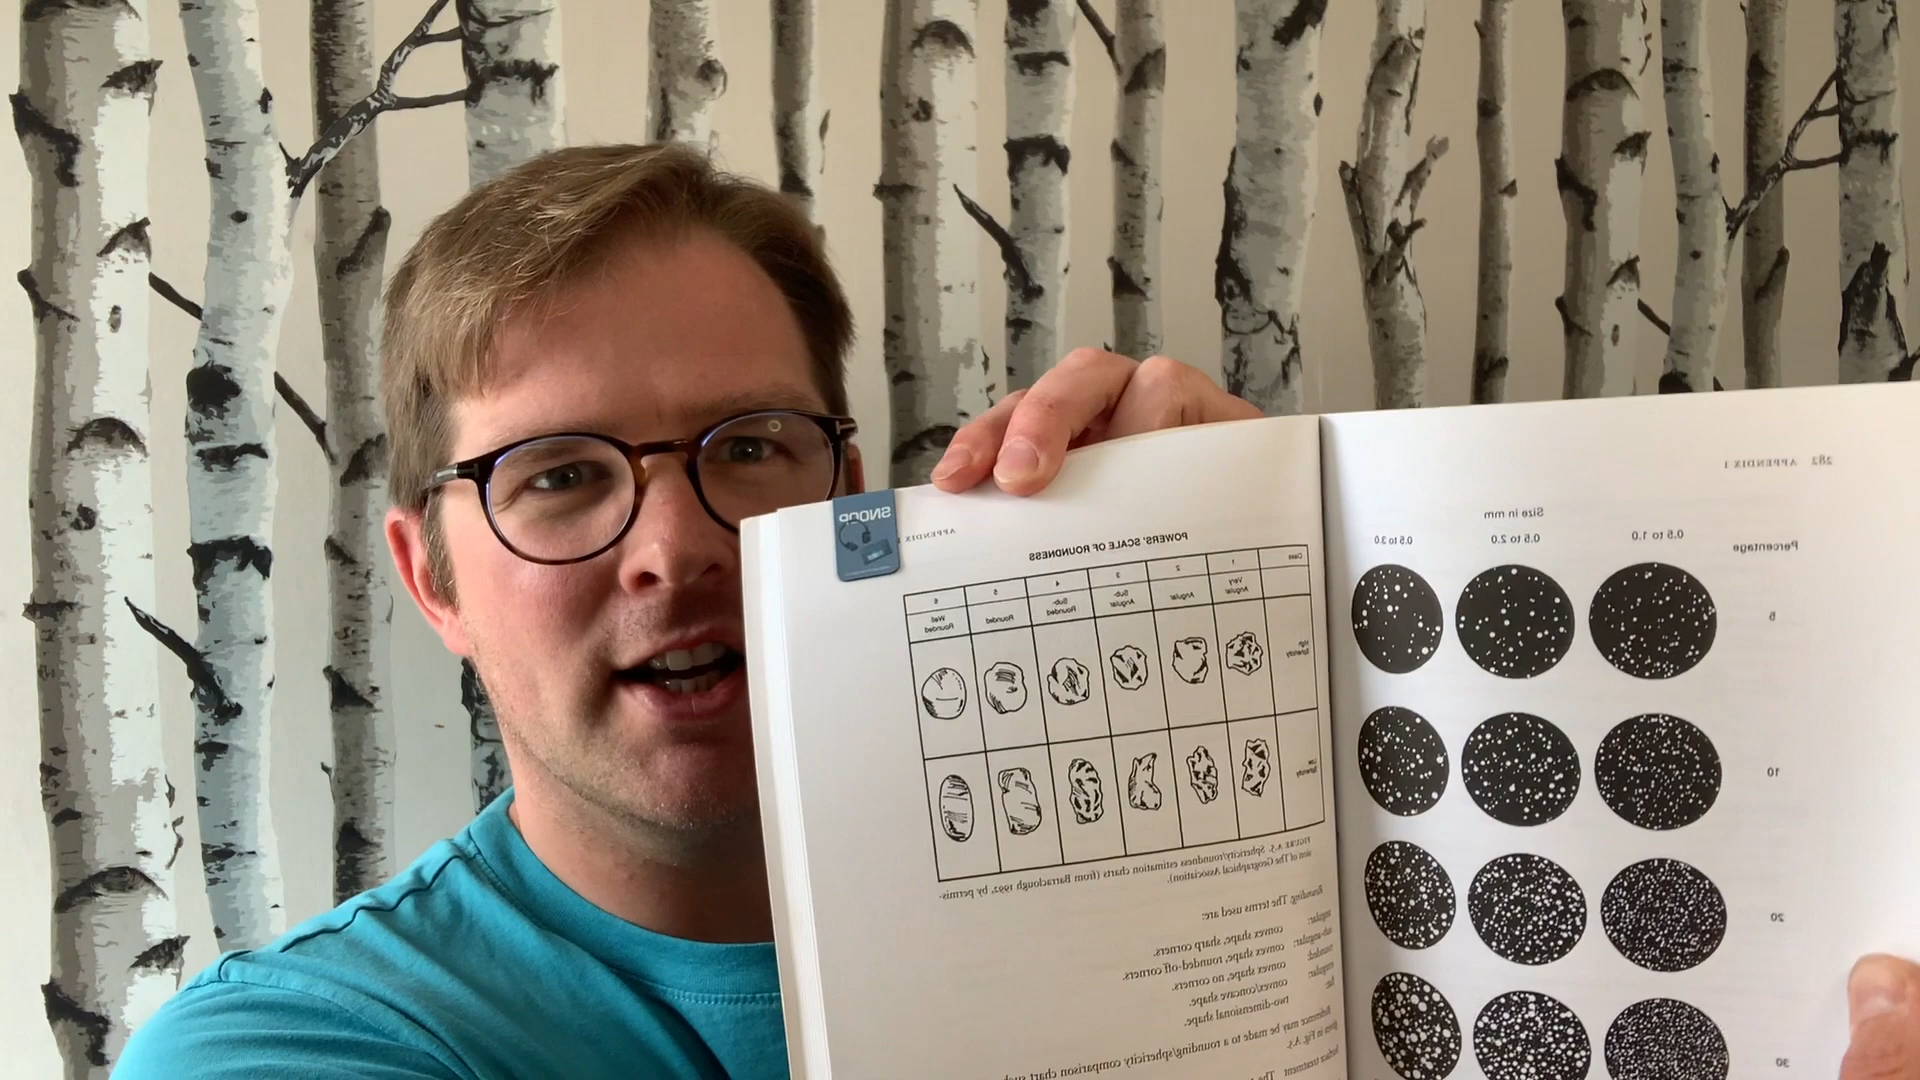 282 APPENDIX 1
Size in mm
Percentage 0.5 to 1.0 0.5 to 2.0 0.5 to 3.0
5
10
20
30
APPENDIX
SNOOP
POWERS' SCALE OF ROUNDNESS
Class 1 2 3 4 5 6
Very Angular Angular Sub-Angular Sub-Rounded Rounded Well Rounded
High Sphericity
Low Sphericity
FIGURE A.5. Sphericity/roundness estimation charts (from Barraclough 1992, by permis-
sion of The Geographical Association).
Rounding. The terms used are:
angular: convex shape, sharp corners.
sub-angular: convex shape, rounded-off corners.
rounded: convex shape, no corners.
convex/concave shape.
two-dimensional shape.
Reference may be made to a rounding/sphericity comparison chart such
given in Fig. A.5.
treatment The